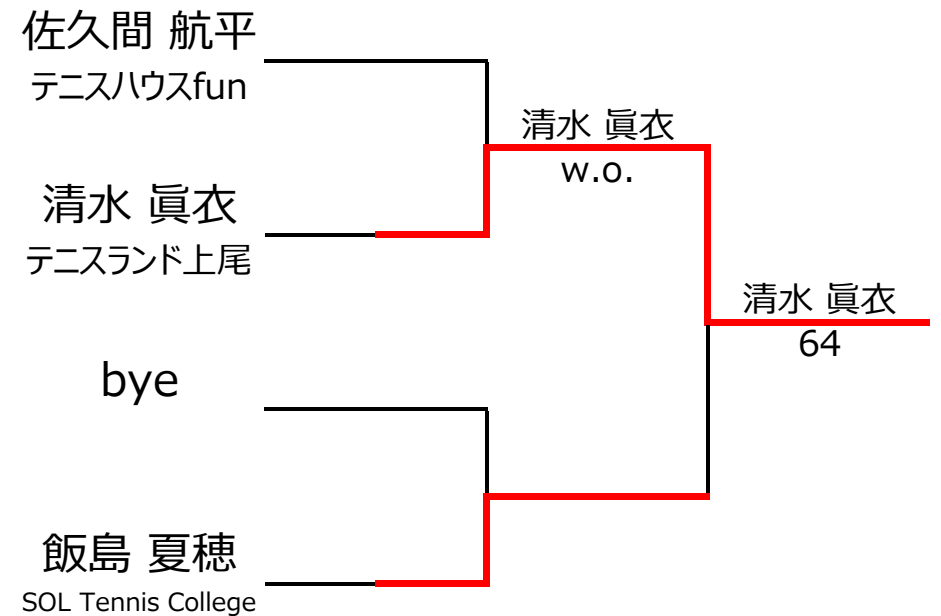 佐久間 航平
テニスハウスfun
清水 眞衣
w.o.
清水 眞衣
テニスランド上尾
清水 眞衣
64
bye
飯島 夏穂
SOL Tennis College